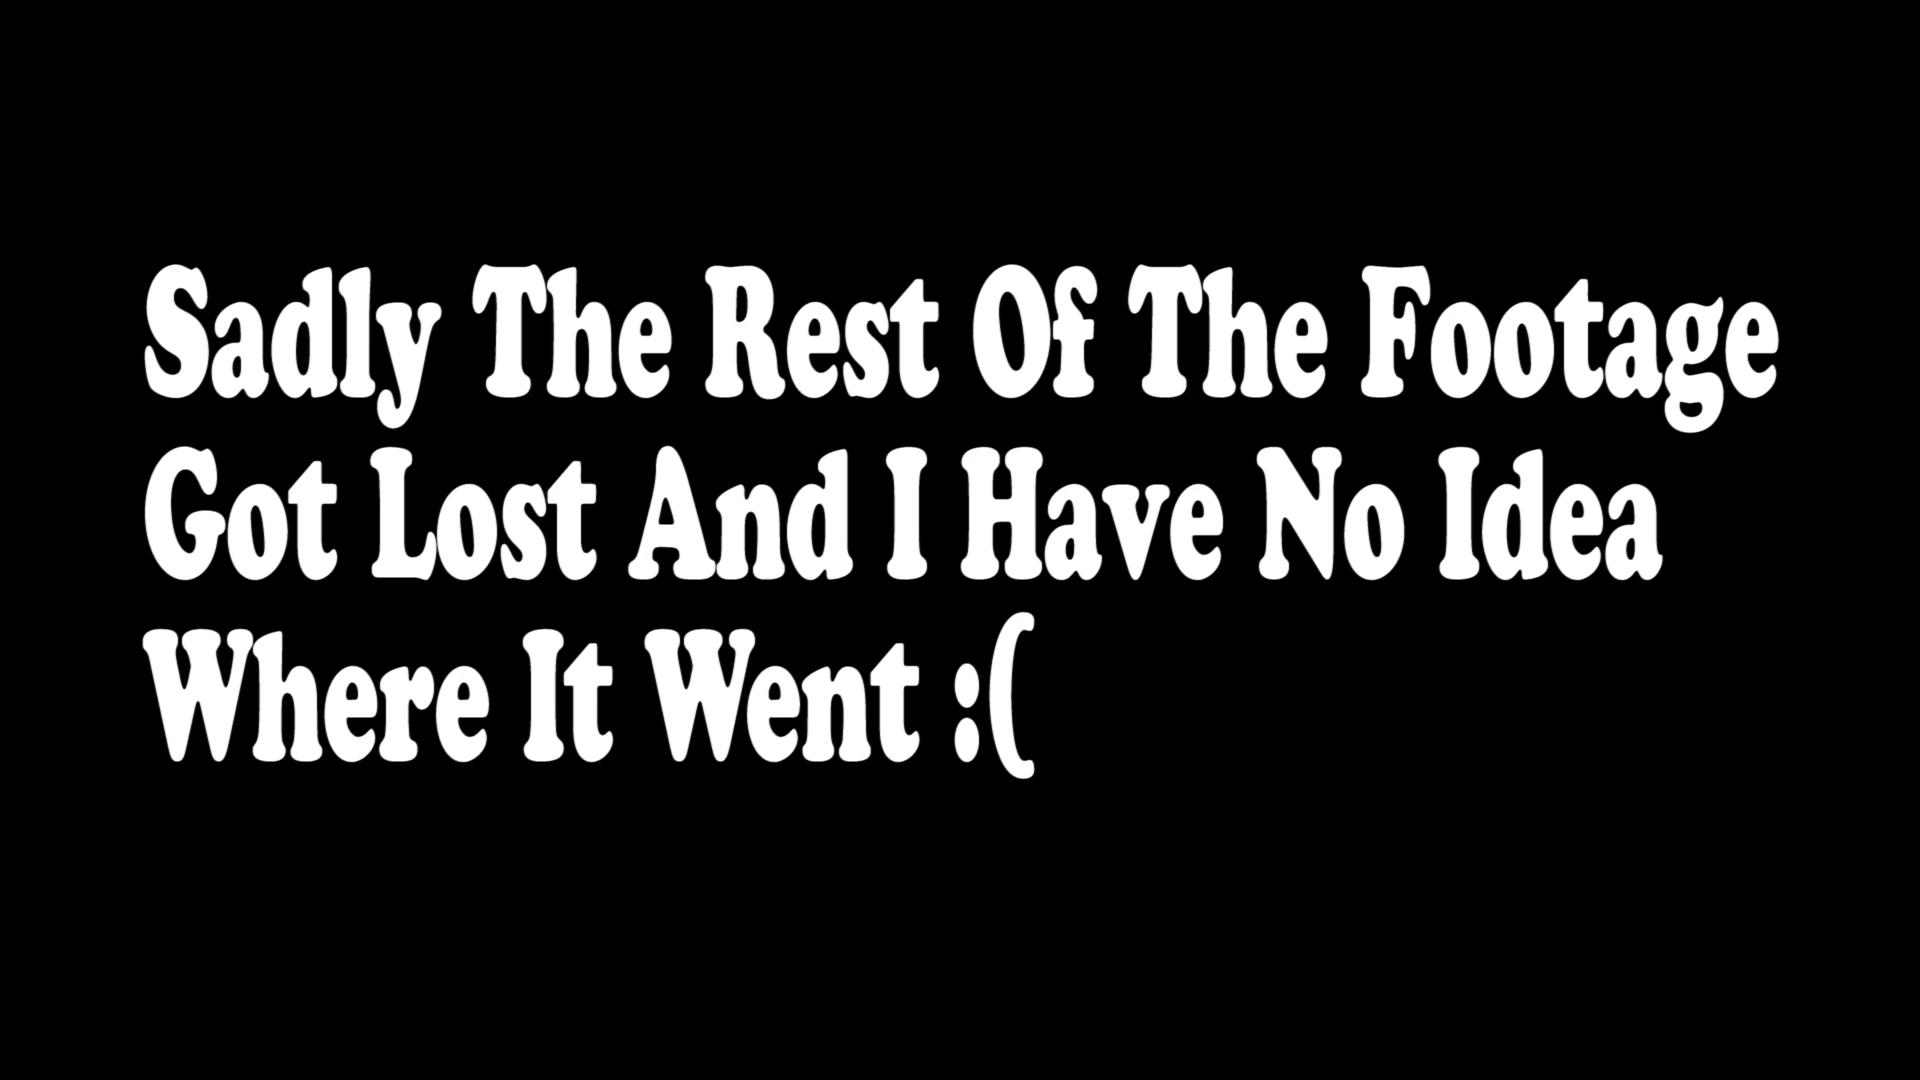 Sadly The Rest Of The Footage
Got Lost And I Have No Idea
Where It Went :(